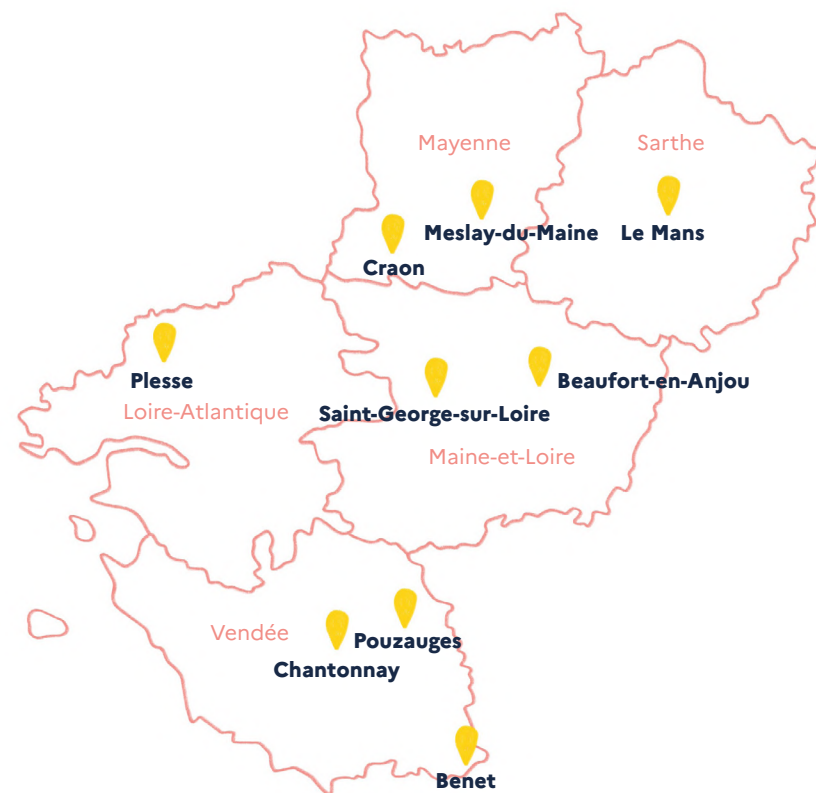 Mayenne
Sarthe
Meslay-du-Maine
Le Mans
Craon
Plesse
Beaufort-en-Anjou
Loire-Atlantique
Saint-George-sur-Loire
Maine-et-Loire
Vendée
Pouzauges
Chantonnay
Benet